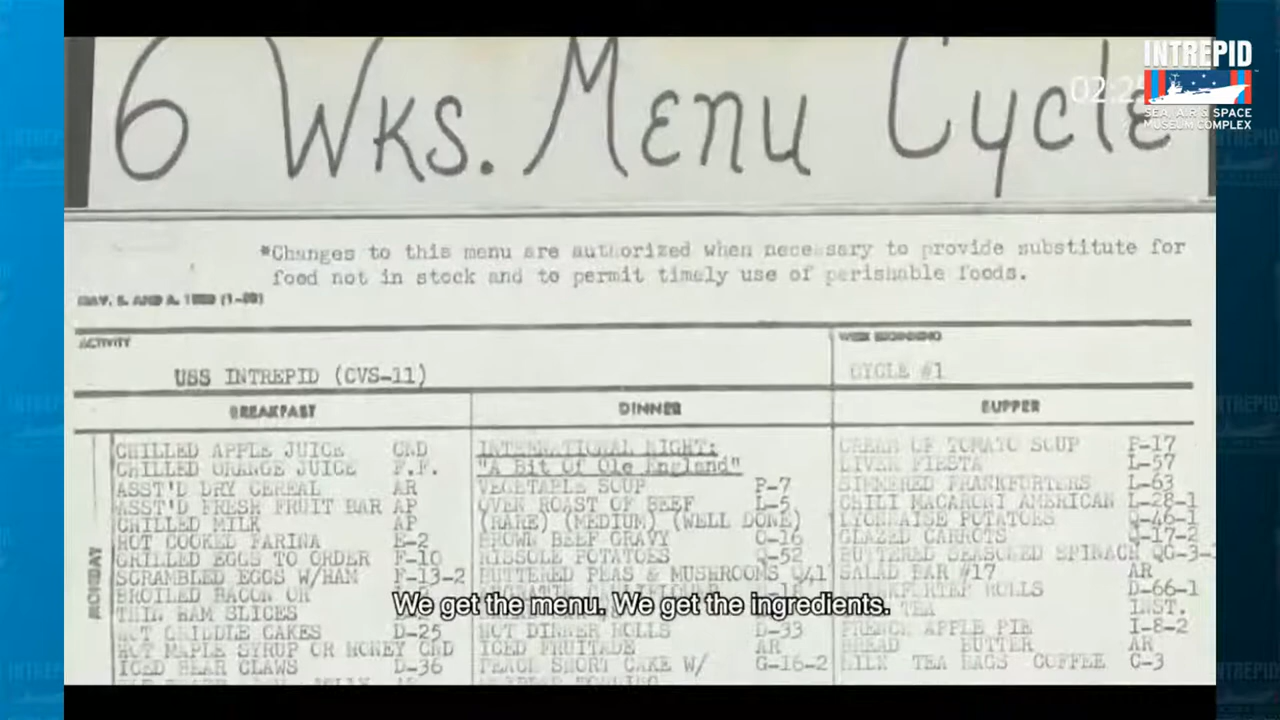 6 Wks. Menu Cycle
INTREPID
SEA, AIR & SPACE
MUSEUM COMPLEX
*Changes to this menu are authorized when necessary to provide substitute for
food not in stock and to permit timely use of perishable foods.
ACTIVITY
WEEK BEGINNING
USS INTREPID (CVS-11)
CYCLE #1
BREAKFAST
DINNER
SUPPER
MONDAY
CHILLED APPLE JUICE CND
CHILLED ORANGE JUICE F.F.
ASST'D DRY CEREAL AR
ASST'D FRESH FRUIT BAR AP
CHILLED MILK AP
HOT COOKED FARINA E-2
GRILLED EGGS TO ORDER F-10
SCRAMBLED EGGS W/HAM F-13-2
BROILED BACON OR
THIN HAM SLICES
HOT GRIDDLE CAKES D-25
HOT MAPLE SYRUP OR HONEY CND
ICED BEAR CLAWS D-36
INTERNATIONAL NIGHT:
"A Bit Of Ole England"
VEGETABLE SOUP P-7
OVEN ROAST OF BEEF L-5
(RARE) (MEDIUM) (WELL DONE)
BROWN BEEF GRAVY O-16
RISSOLE POTATOES Q-52
BUTTERED PEAS & MUSHROOMS Q41
HOT DINNER ROLLS D-33
ICED FRUITADE AR
PEACH SHORT CAKE W/ G-16-2
CREAM OF TOMATO SOUP P-17
LIVER FIESTA L-57
SIMMERED FRANKFURTERS L-63
CHILI MACARONI AMERICAN L-28-1
LYONNAISE POTATOES Q-46-1
GLAZED CARROTS Q-17-2
BUTTERED SEASONED SPINACH QG-3-
SALAD BAR #17 AR
ROLLS D-66-1
TEA INST.
FRENCH APPLE PIE I-8-2
BREAD BUTTER AR
MILK TEA BAGS COFFEE C-3
We get the menu. We get the ingredients.